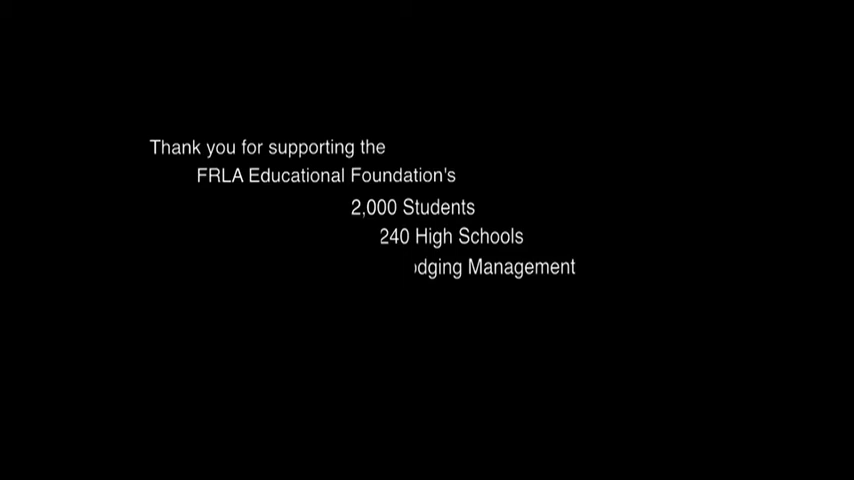 Thank you for supporting the
FRLA Educational Foundation's
2,000 Students
240 High Schools
Management